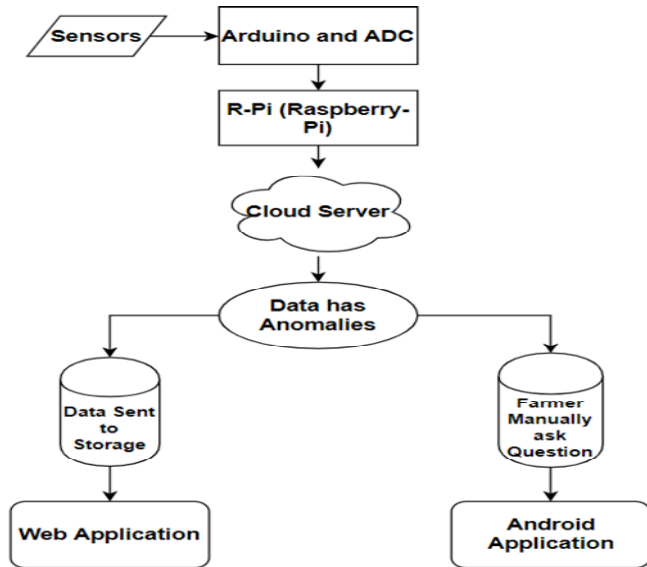 Sensors
Arduino and ADC
R-Pi (Raspberry-
Pi)
Cloud Server
Data has
Anomalies
Data Sent
to
Storage
Farmer
Manually
ask
Question
Web Application
Android
Application